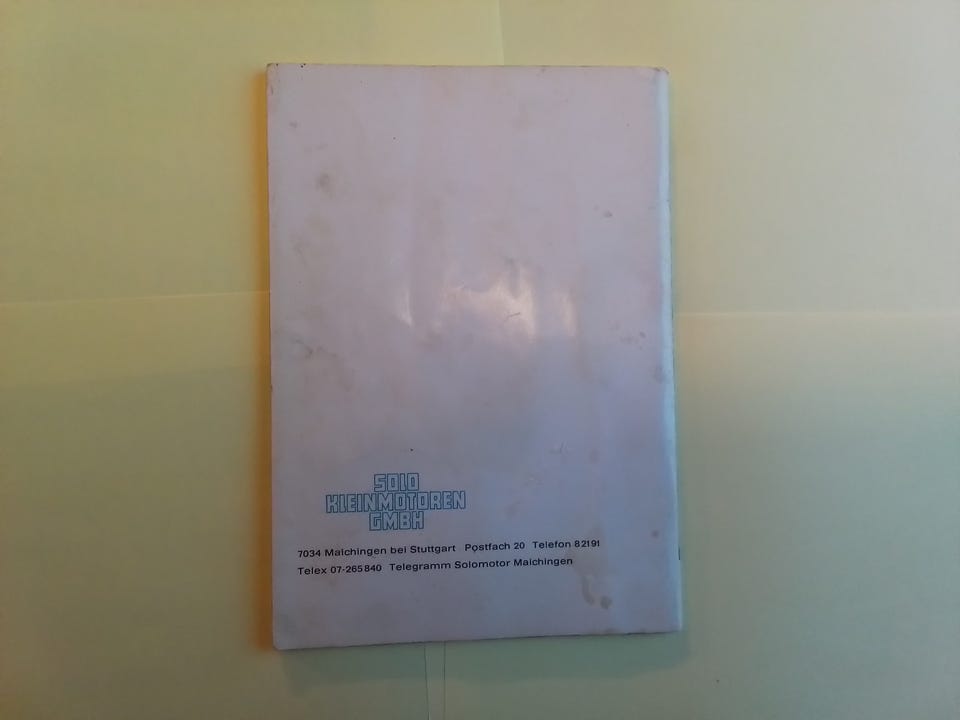 SOLO
KLEINMOTOREN
GMBH
7034 Maichingen bei Stuttgart Postfach 20 Telefon 82191
Telex 07-265840 Telegramm Solomotor Maichingen